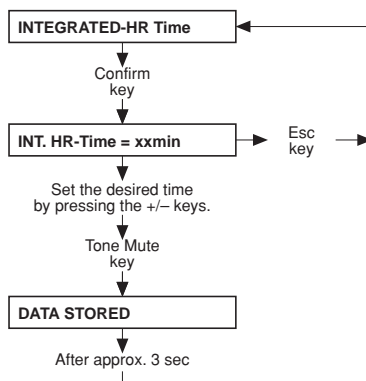 INTEGRATED-HR Time
Confirm
key
INT. HR-Time = xxmin
Esc
key
Set the desired time
by pressing the +/– keys.
Tone Mute
key
DATA STORED
After approx. 3 sec